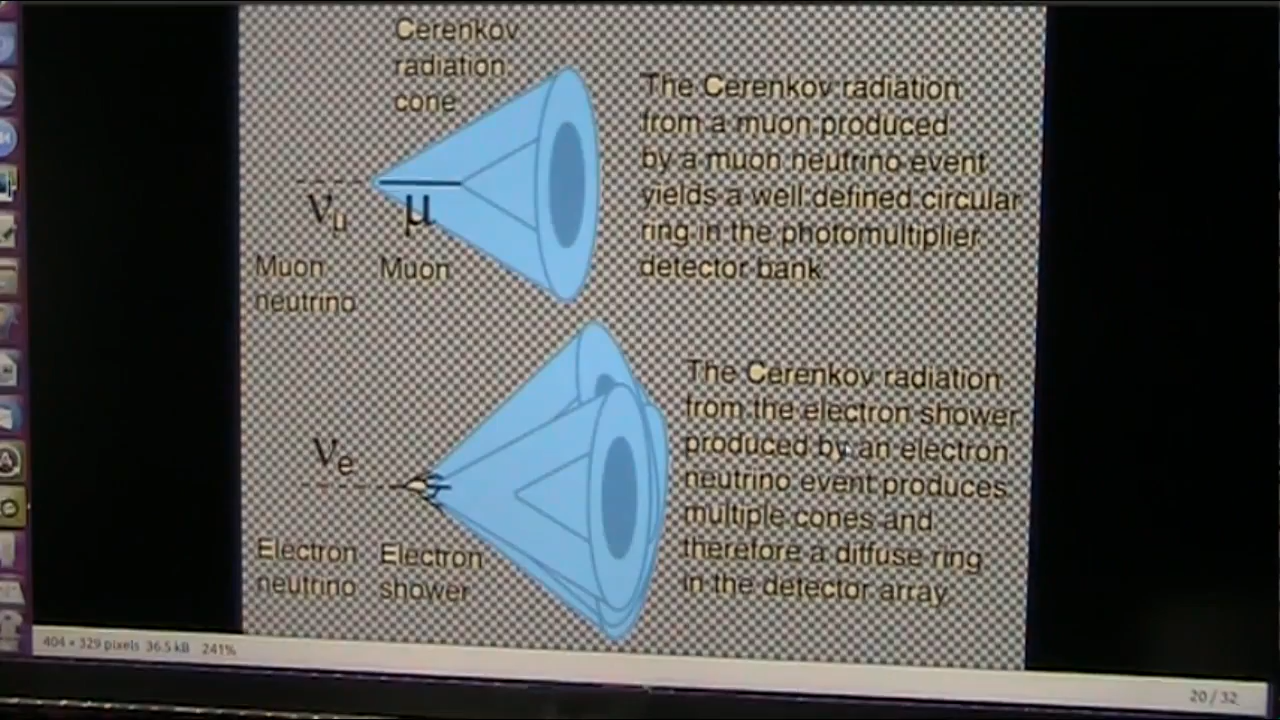 Cerenkov
radiation
cone
The Cerenkov radiation
from a muon produced
by a muon neutrino event
yields a well defined circular
ring in the photomultiplier
detector bank.
νμ
μ
Muon
neutrino
Muon
The Cerenkov radiation
from the electron shower
produced by an electron
neutrino event produces
multiple cones and
therefore a diffuse ring
in the detector array.
νe
Electron
neutrino
Electron
shower
404 × 329 pixels 36.5 kB 241%
20 / 32